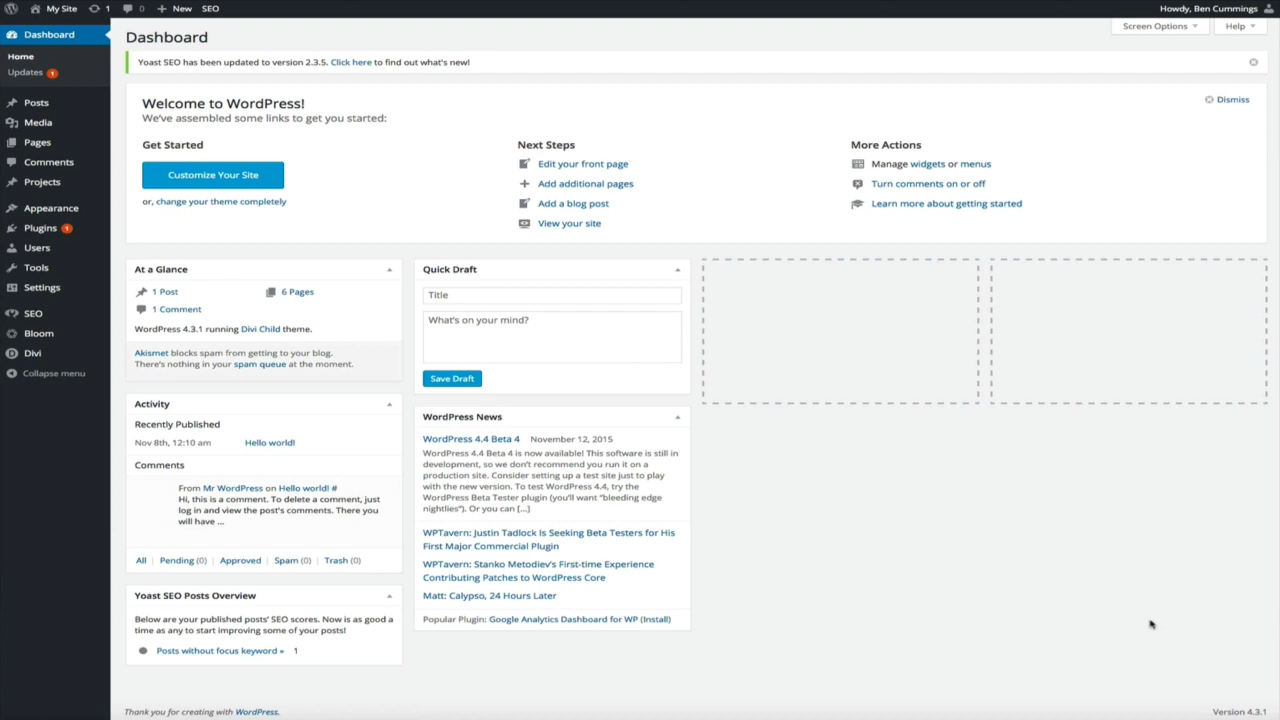 My Site 1 0 New SEO Howdy, Ben Cummings
Dashboard
Home
Updates 1
Posts
Media
Pages
Comments
Projects
Appearance
Plugins 1
Users
Tools
Settings
SEO
Bloom
Divi
Collapse menu
Screen Options Help
Dashboard
Yoast SEO has been updated to version 2.3.5. Click here to find out what's new!
Welcome to WordPress!
We've assembled some links to get you started:
Dismiss
Get Started
Customize Your Site
or, change your theme completely
Next Steps
Edit your front page
Add additional pages
Add a blog post
View your site
More Actions
Manage widgets or menus
Turn comments on or off
Learn more about getting started
At a Glance
1 Post 6 Pages
1 Comment
WordPress 4.3.1 running Divi Child theme.
Akismet blocks spam from getting to your blog.
There's nothing in your spam queue at the moment.
Activity
Recently Published
Nov 8th, 12:10 am Hello world!
Comments
From Mr WordPress on Hello world! #
Hi, this is a comment. To delete a comment, just
log in and view the post's comments. There you
will have ...
All | Pending (0) | Approved | Spam (0) | Trash (0)
Yoast SEO Posts Overview
Below are your published posts' SEO scores. Now is as good a
time as any to start improving some of your posts!
Posts without focus keyword » 1
Quick Draft
Title
What's on your mind?
Save Draft
WordPress News
WordPress 4.4 Beta 4 November 12, 2015
WordPress 4.4 Beta 4 is now available! This software is still in
development, so we don't recommend you run it on a
production site. Consider setting up a test site just to play
with the new version. To test WordPress 4.4, try the
WordPress Beta Tester plugin (you'll want "bleeding edge
nightlies"). Or you can [...]
WPTavern: Justin Tadlock Is Seeking Beta Testers for His
First Major Commercial Plugin
WPTavern: Stanko Metodiev's First-time Experience
Contributing Patches to WordPress Core
Matt: Calypso, 24 Hours Later
Popular Plugin: Google Analytics Dashboard for WP (Install)
Thank you for creating with WordPress.
Version 4.3.1